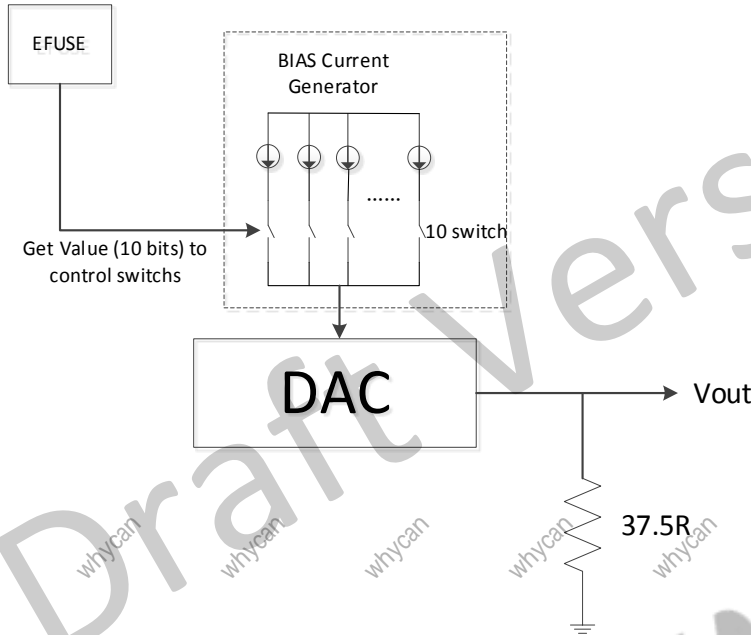 EFUSE
BIAS Current
Generator
......
10 switch
Get Value (10 bits) to
control switchs
DAC
Vout
37.5R
Draft Vers
whycan
whycan
whycan
whycan
whycan